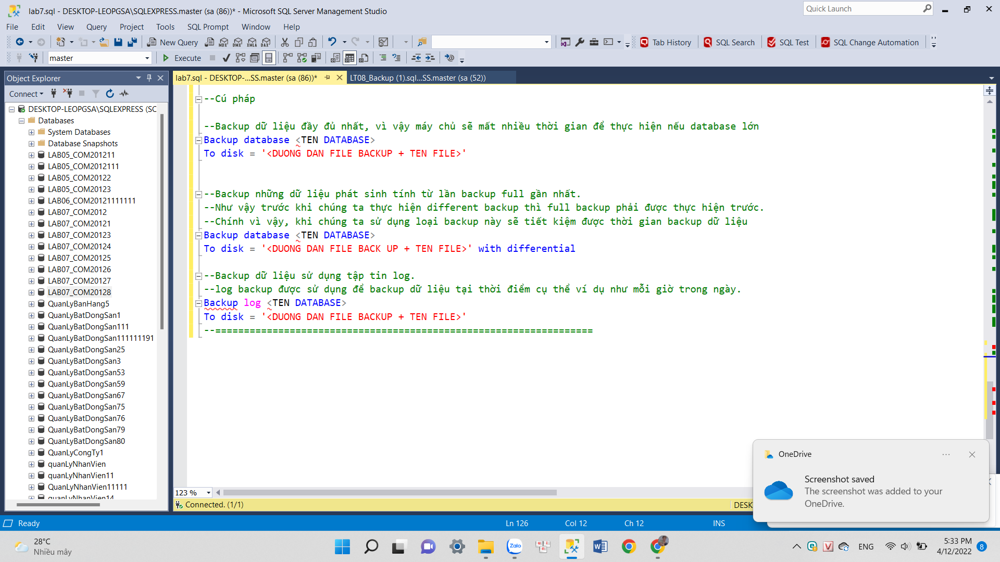 lab7.sql - DESKTOP-LEOPGSA\SQLEXPRESS.master (sa (86))* - Microsoft SQL Server Management Studio
Quick Launch
File Edit View Query Project Tools SQL Prompt Window Help
New Query MDX DMX XMLA DAX Tab History SQL Search SQL Test SQL Change Automation
master Execute
Object Explorer
lab7.sql - DESKTOP-...SS.master (sa (86))* LT08_Backup (1).sql...SS.master (sa (52))
Connect
DESKTOP-LEOPGSA\SQLEXPRESS (SC
Databases
System Databases
Database Snapshots
LAB05_COM201211
LAB05_COM2012111
LAB05_COM20122
LAB05_COM20123
LAB06_COM20121111111
LAB07_COM2012
LAB07_COM20121
LAB07_COM20123
LAB07_COM20124
LAB07_COM20125
LAB07_COM20126
LAB07_COM20127
LAB07_COM20128
QuanLyBanHang5
QuanLyBatDongSan1
QuanLyBatDongSan111
QuanLyBatDongSan111111191
QuanLyBatDongSan25
QuanLyBatDongSan3
QuanLyBatDongSan53
QuanLyBatDongSan59
QuanLyBatDongSan67
QuanLyBatDongSan75
QuanLyBatDongSan76
QuanLyBatDongSan79
QuanLyBatDongSan80
QuanLyCongTy1
quanLyNhanVien
quanLyNhanVien11
QuanLyNhanVien11111
quanLyNhanVien14
--Cú pháp
--Backup dữ liệu đầy đủ nhất, vì vậy máy chủ sẽ mất nhiều thời gian để thực hiện nếu database lớn
Backup database <TEN DATABASE>
To disk = '<DUONG DAN FILE BACKUP + TEN FILE>'
--Backup những dữ liệu phát sinh tính từ lần backup full gần nhất.
--Như vậy trước khi chúng ta thực hiện different backup thì full backup phải được thực hiện trước.
--Chính vì vậy, khi chúng ta sử dụng loại backup này sẽ tiết kiệm được thời gian backup dữ liệu
Backup database <TEN DATABASE>
To disk = '<DUONG DAN FILE BACK UP + TEN FILE>' with differential
--Backup dữ liệu sử dụng tập tin log.
--log backup được sử dụng để backup dữ liệu tại thời điểm cụ thể ví dụ như mỗi giờ trong ngày.
Backup log <TEN DATABASE>
To disk = '<DUONG DAN FILE BACKUP + TEN FILE>'
--==================================================================
123 %
Connected. (1/1) DESK
OneDrive
Screenshot saved
The screenshot was added to your
OneDrive.
Ready Ln 126 Col 12 Ch 12 INS
28°C
Nhiều mây
Zalo
ENG
5:33 PM
4/12/2022
8